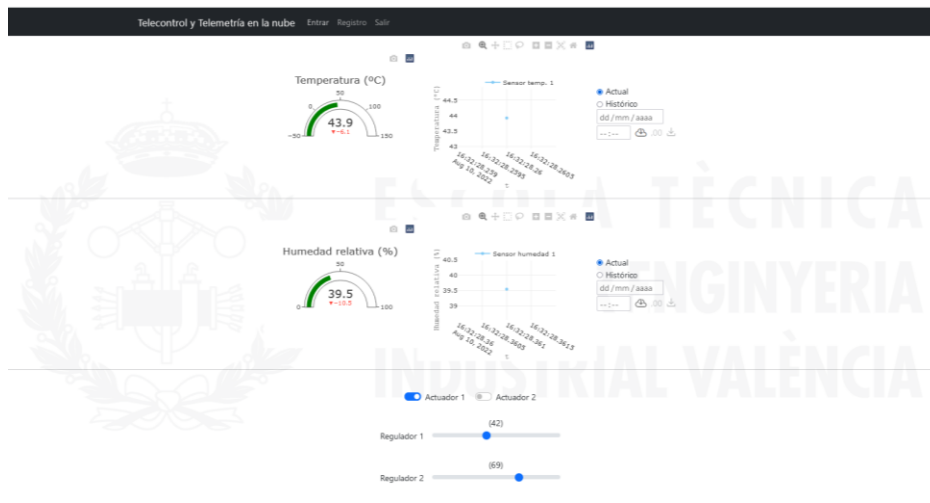 Telecontrol y Telemetría en la nube Entrar Registro Salir
Temperatura (ºC)
50
0
100
-50
150
43.9
▼-6.1
Sensor temp. 1
Temperatura (ºC)
44.5
44
43.5
43
16:32:28.259
Aug 10, 2022
16:32:28.2595
16:32:28.26
16:32:28.2605
t
Actual
Histórico
dd/mm/aaaa
--:-- .00
ESCUELA TÈCNICA
Humedad relativa (%)
50
0
100
39.5
▼-10.5
Sensor humedad 1
Humedad relativa (%)
40.5
40
39.5
39
16:32:28.36
Aug 10, 2022
16:32:28.3605
16:32:28.361
16:32:28.3615
t
Actual
Histórico
dd/mm/aaaa
--:-- .00
ENGINYERIA
INDUSTRIAL VALÈNCIA
Actuador 1 Actuador 2
(42)
Regulador 1
(69)
Regulador 2